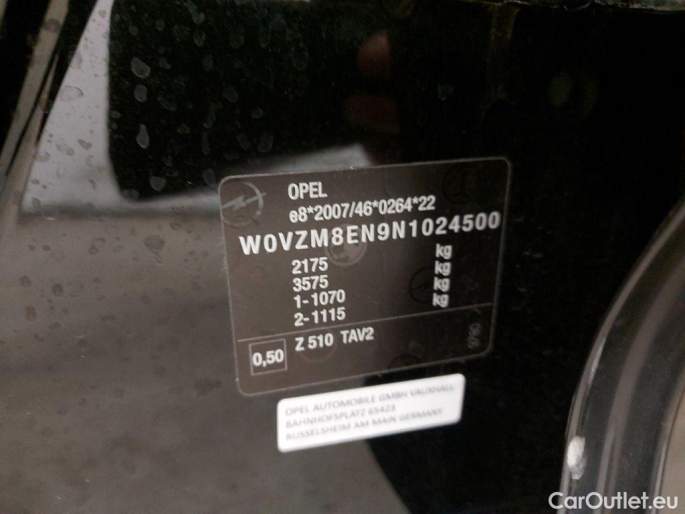 OPEL
e8*2007/46*0264*22
W0VZM8EN9N1024500
2175 kg
3575 kg
1-1070 kg
2-1115 kg
0,50 Z 510 TAV2
OPEL AUTOMOBILE GMBH VAUXHALL
BAHNHOFSPLATZ 65423
RUSSELSHEIM AM MAIN GERMANY
CarOutlet.eu